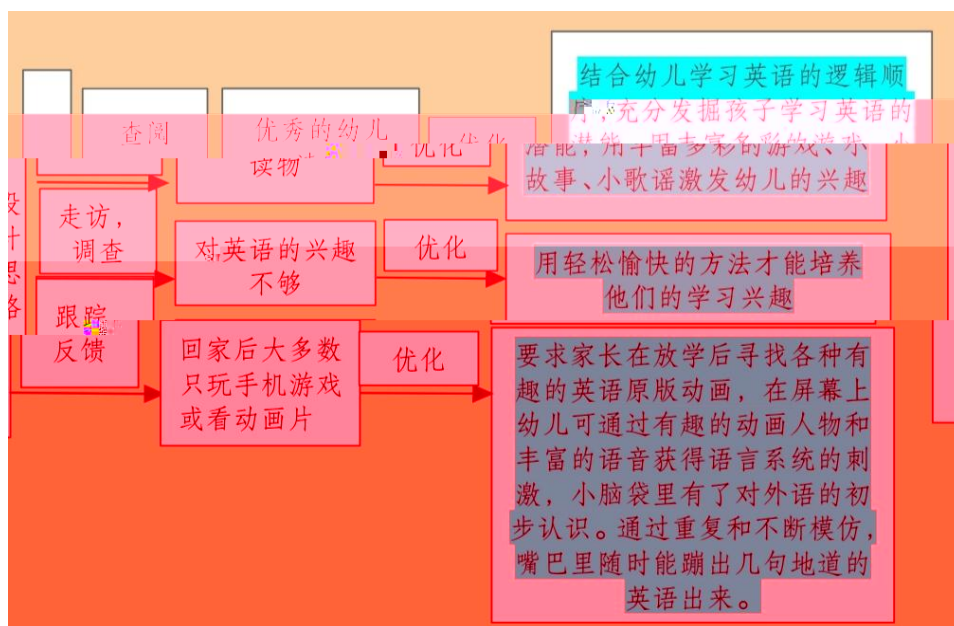 查阅
优秀的幼儿
读物
优化
结合幼儿学习英语的逻辑顺
序,充分发掘孩子学习英语的
潜能,用丰富多彩的游戏、小
故事、小歌谣激发幼儿的兴趣
走访,
调查
对英语的兴趣
不够
优化
用轻松愉快的方法才能培养
他们的学习兴趣
跟踪
反馈
回家后大多数
只玩手机游戏
或看动画片
优化
要求家长在放学后寻找各种有
趣的英语原版动画,在屏幕上
幼儿可通过有趣的动画人物和
丰富的语音获得语言系统的刺
激,小脑袋里有了对外语的初
步认识。通过重复和不断模仿,
嘴巴里随时能蹦出几句地道的
英语出来。